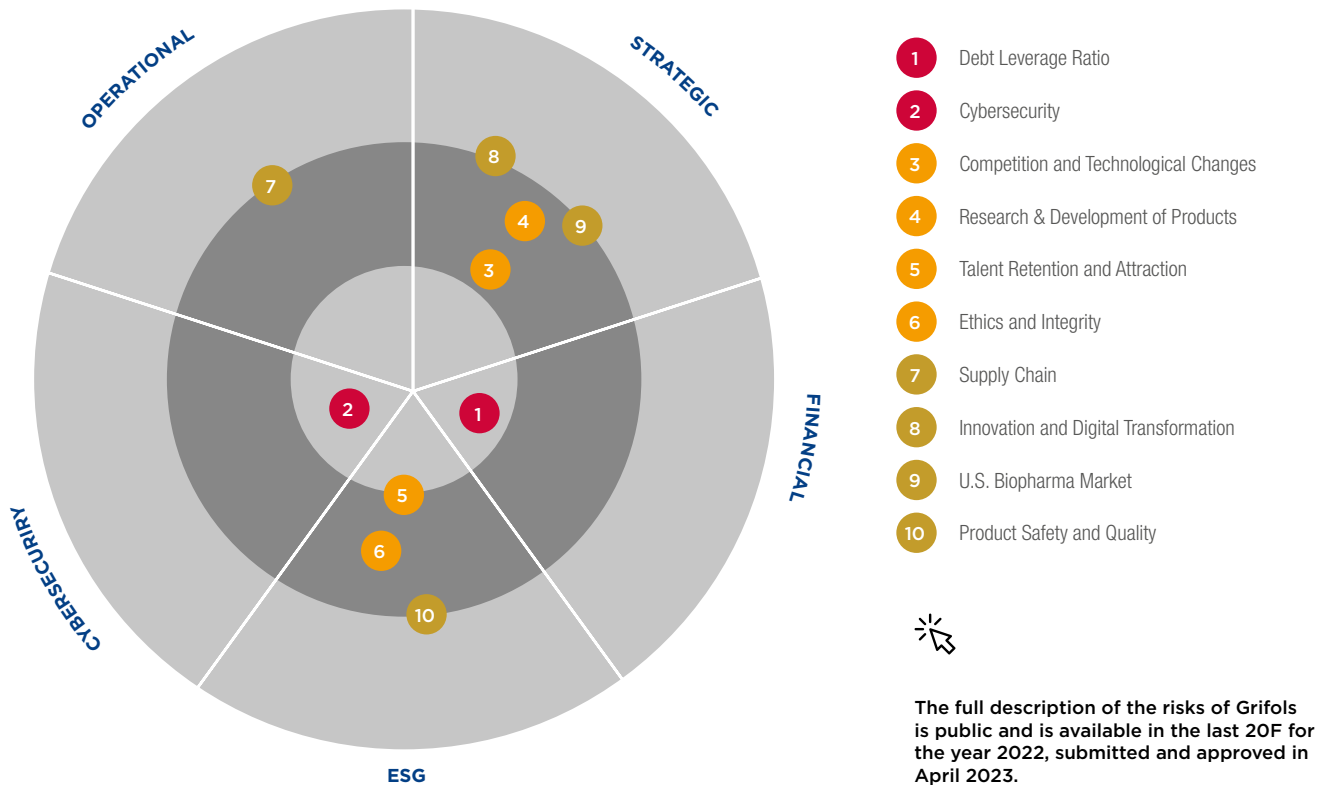 OPERATIONAL
STRATEGIC
FINANCIAL
ESG
CYBERSECURIRY
7
8
4
9
3
2
1
5
6
10
1 Debt Leverage Ratio
2 Cybersecurity
3 Competition and Technological Changes
4 Research & Development of Products
5 Talent Retention and Attraction
6 Ethics and Integrity
7 Supply Chain
8 Innovation and Digital Transformation
9 U.S. Biopharma Market
10 Product Safety and Quality
The full description of the risks of Grifols
is public and is available in the last 20F for
the year 2022, submitted and approved in
April 2023.